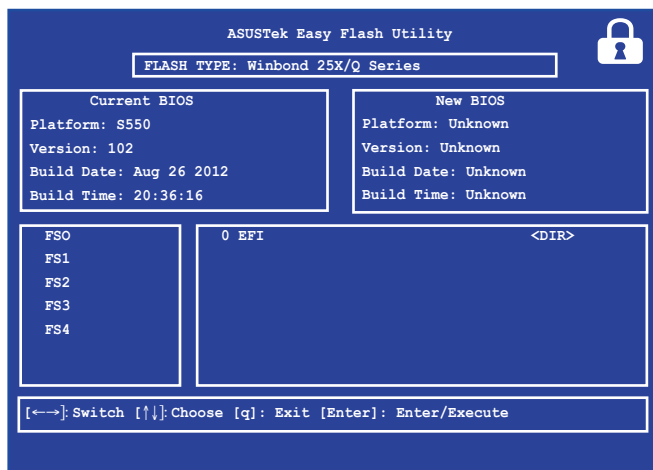 ASUSTek Easy Flash Utility
FLASH TYPE: Winbond 25X/Q Series
Current BIOS
Platform: S550
Version: 102
Build Date: Aug 26 2012
Build Time: 20:36:16
New BIOS
Platform: Unknown
Version: Unknown
Build Date: Unknown
Build Time: Unknown
FSO
FS1
FS2
FS3
FS4
0 EFI <DIR>
[←→]: Switch [↑↓]: Choose [q]: Exit [Enter]: Enter/Execute